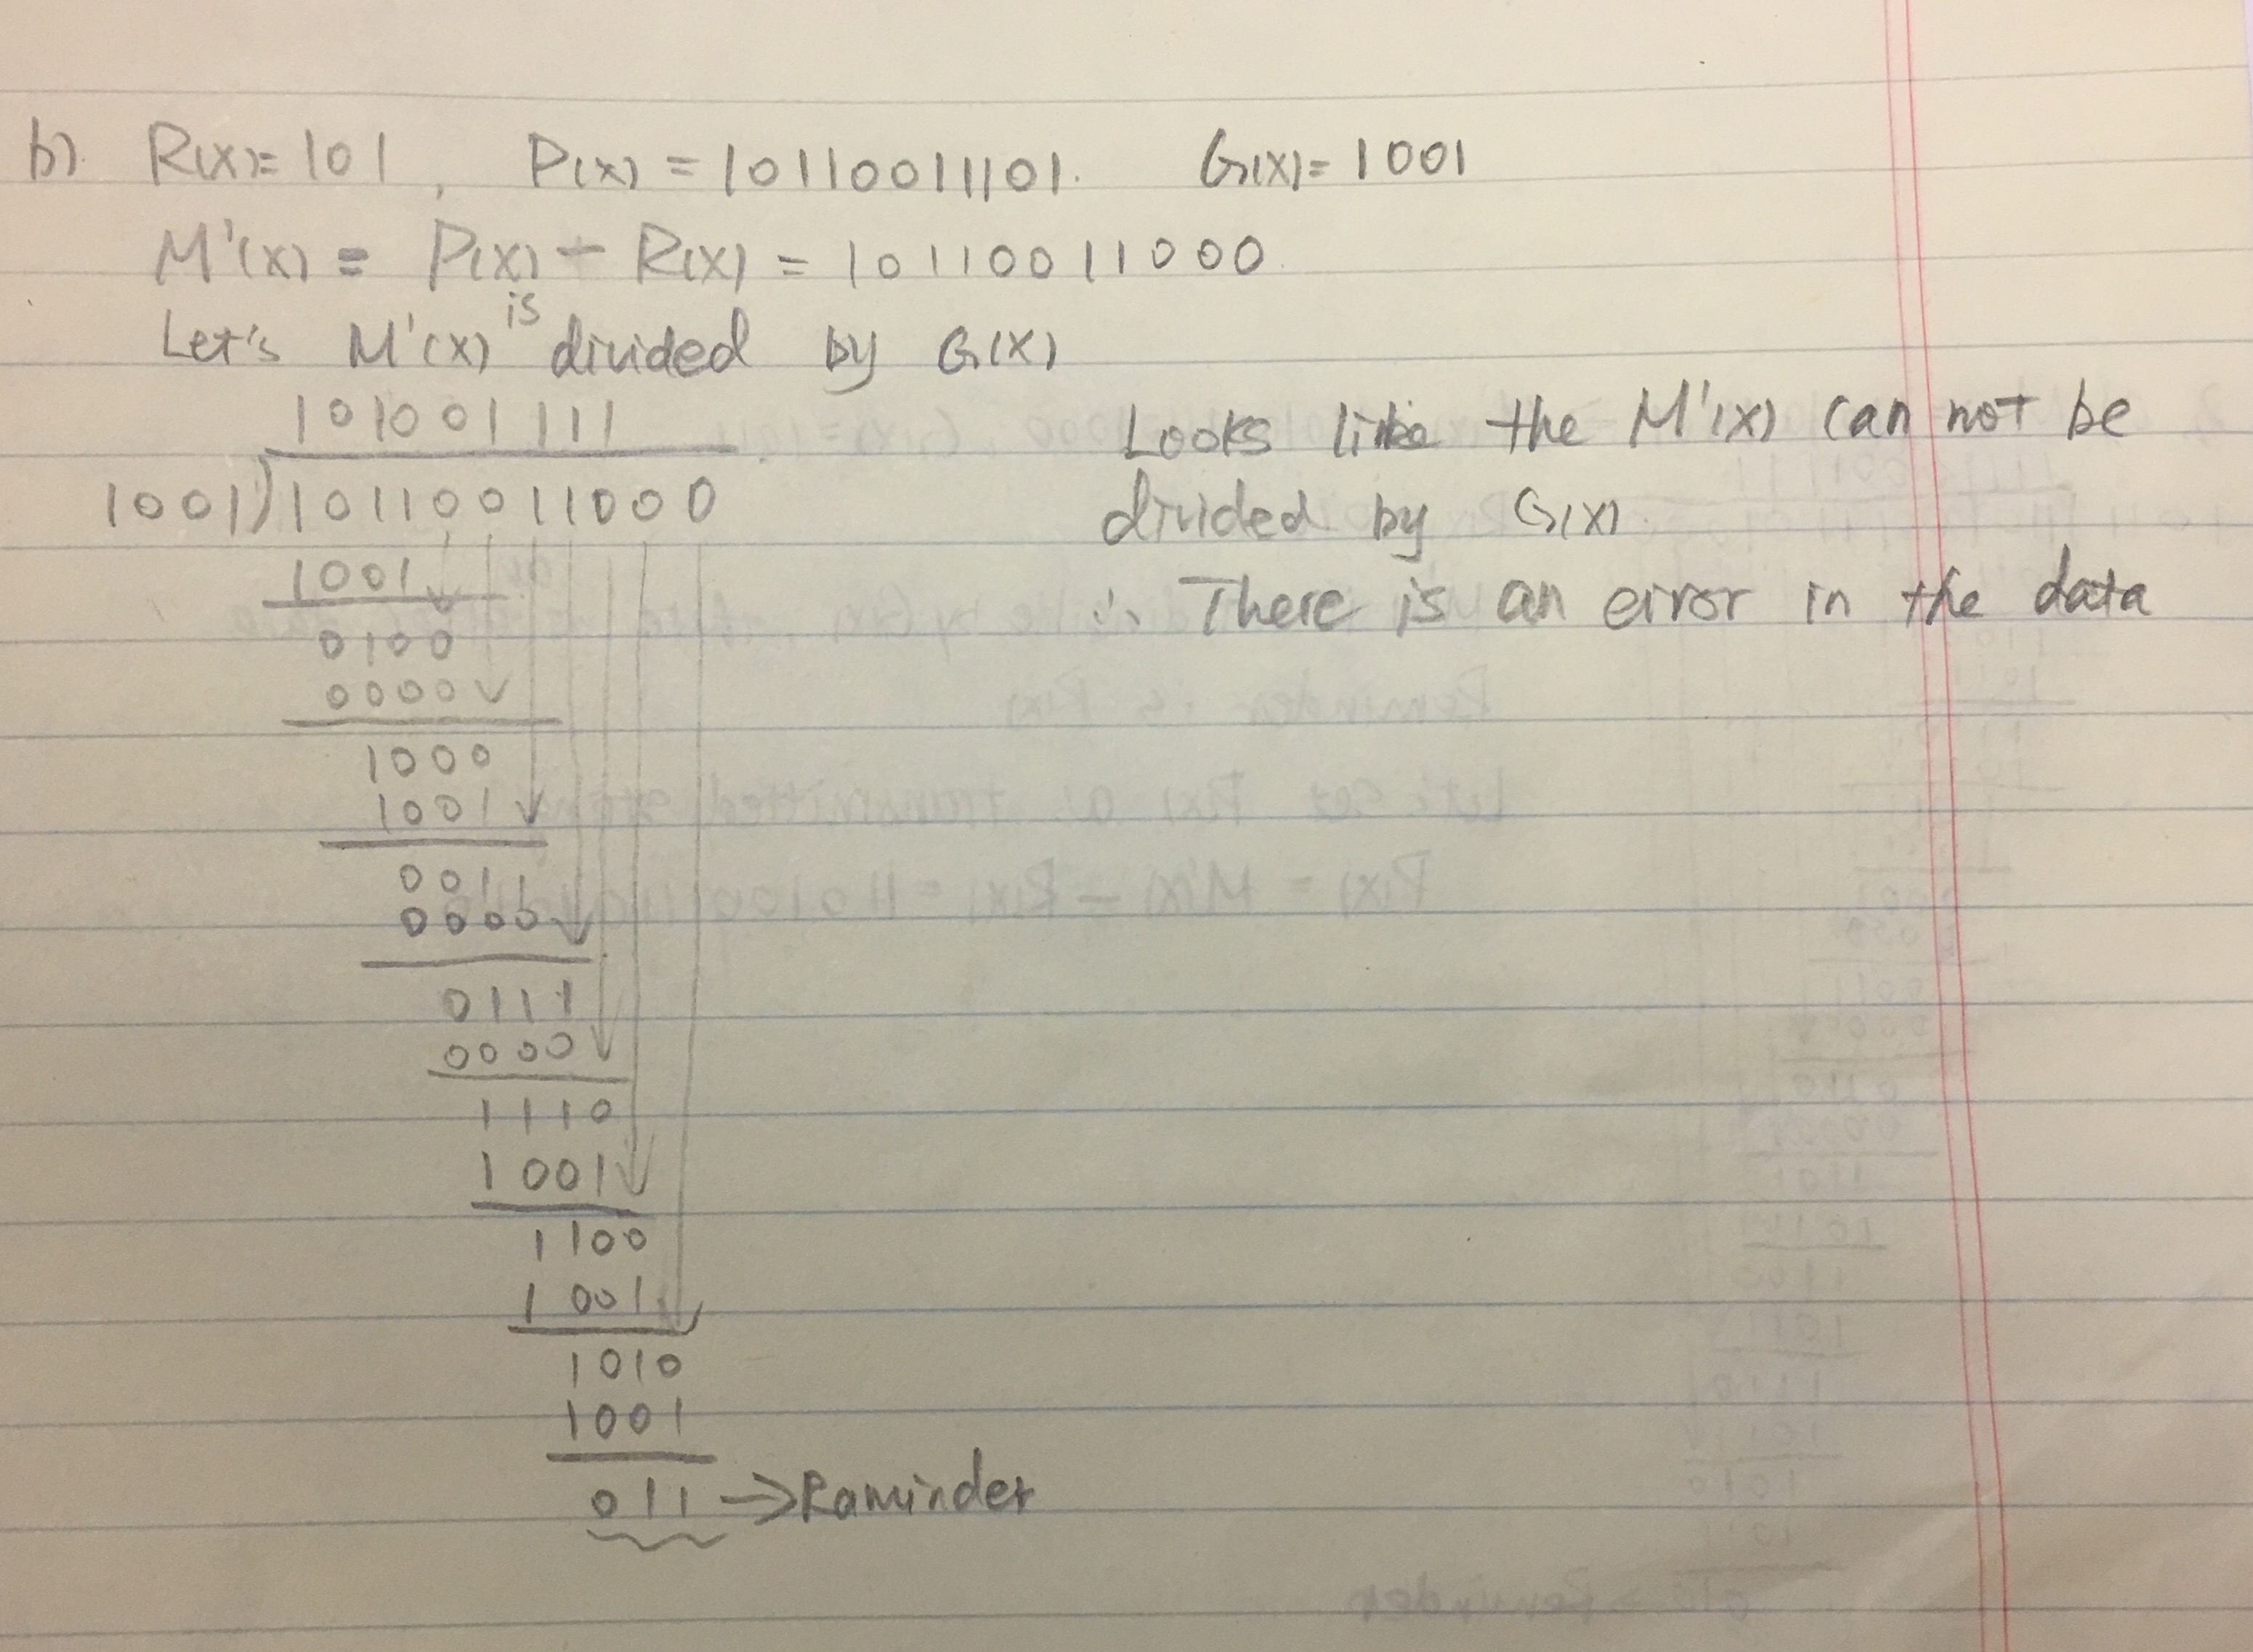 b). R(x)= 101, P(x) = 10110011101. G(x)= 1001
M'(x) = P(x) - R(x) = 10110011000
Let's M'(x) is divided by G(x)
101001111
1001)10110011000
1001
0100
0000
1000
1001
0011
0000
0111
0000
1110
1001
1100
1001
1010
1001
011 → Raminder
Looks like the M'(x) can not be
divided by G(x)
∴ There is an error in the data